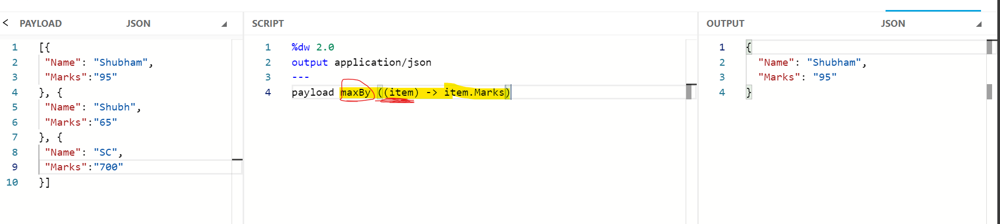 PAYLOAD JSON
1 [{
2 "Name": "Shubham",
3 "Marks":"95"
4 }, {
5 "Name": "Shubh",
6 "Marks":"65"
7 }, {
8 "Name": "SC",
9 "Marks":"700"
10 }]
SCRIPT
1 %dw 2.0
2 output application/json
3 ---
4 payload maxBy ((item) -> item.Marks)
OUTPUT JSON
1 {
2 "Name": "Shubham",
3 "Marks": "95"
4 }